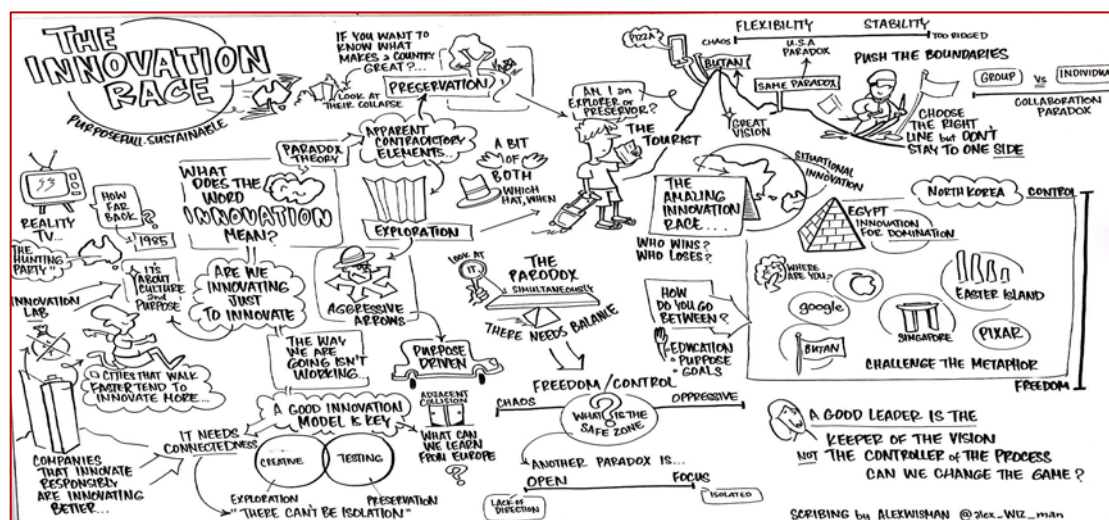 THE
INNOVATION
RACE
PURPOSEFULL. SUSTAINABLE
IF YOU WANT TO
KNOW WHAT
MAKES a COUNTRY
GREAT?...
LOOK AT
THEIR COLLAPSE
PRESERVATION
PARADOX
THEORY
APPARENT
CONTRADICTORY
ELEMENTS...
A BIT
OF
BOTH
WHICH
HAT, WHEN
EXPLORATION
WHAT
DOES THE
WORD
INNOVATION
MEAN?
REALITY
TV...
HOW
FAR
BACK
?
1985
"THE
HUNTING
PARTY"
IT'S
ABOUT
CULTURE
and
PURPOSE
INNOVATION
LAB
ARE WE
INNOVATING
JUST
TO INNOVATE
CITIES THAT WALK
FASTER TEND TO
INNOVATE MORE...
COMPANIES
THAT INNOVATE
RESPONSIBLY
ARE INNOVATING
BETTER...
THE WAY
WE ARE
GOING ISN'T
WORKING...
AGGRESSIVE
ARROWS
PURPOSE
DRIVEN
A GOOD INNOVATION
MODEL IS KEY
IT NEEDS
CONNECTEDNESS
CREATIVE
TESTING
EXPLORATION
PRESERVATION
"THERE CAN'T BE ISOLATION"
ADJACENT
COLLISION
WHAT CAN
WE LEARN
FROM EUROPE
?
LOOK AT
IT
THE
PARODOX
SIMULTANEOUSLY
THERE NEEDS BALANCE
FREEDOM/CONTROL
CHAOS
OPPRESSIVE
?
WHAT IS THE
SAFE ZONE
ANOTHER PARADOX IS...
OPEN
FOCUS
LACK OF
DIRECTION
ISOLATED
AM I an
EXPLORER or
PRESERVOR?
THE
TOURIST
PIZZA
BUTAN
GREAT
VISION
FLEXIBILITY
STABILITY
CHAOS
TOO RIDGED
U.S.A
PARADOX
SAME PARADOX
PUSH THE BOUNDARIES
CHOOSE
THE RIGHT
LINE but DON'T
STAY TO ONE SIDE
GROUP
VS
INDIVIDUAL
COLLABORATION
PARADOX
SITUATIONAL
INNOVATION
THE
AMAZING
INNOVATION
RACE....
WHO WINS?
WHO LOSES?
HOW
DO YOU GO
BETWEEN?
EDUCATION
• PURPOSE
• GOALS
NORTH KOREA
CONTROL
EGYPT
INNOVATION
FOR DOMINATION
WHERE
ARE YOU?
google
EASTER ISLAND
SINGAPORE
PIXAR
BUTAN
CHALLENGE THE METAPHOR
FREEDOM
A GOOD LEADER IS THE
KEEPER OF THE VISION
NOT THE CONTROLLER of THE PROCESS
CAN WE CHANGE THE GAME?
SCRIBING by ALEXWISMAN @alex_WIZ_man